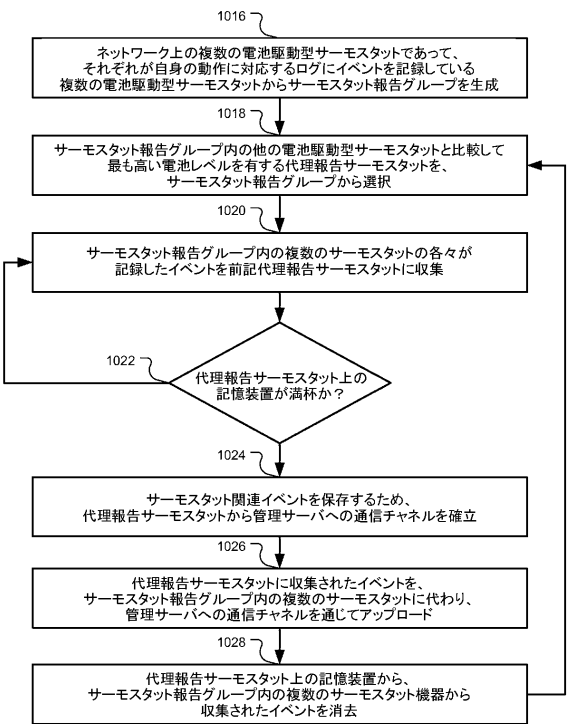 1016
ネットワーク上の複数の電池駆動型サーモスタットであって、
それぞれが自身の動作に対応するログにイベントを記録している
複数の電池駆動型サーモスタットからサーモスタット報告グループを生成
1018
サーモスタット報告グループ内の他の電池駆動型サーモスタットと比較して
最も高い電池レベルを有する代理報告サーモスタットを、
サーモスタット報告グループから選択
1020
サーモスタット報告グループ内の複数のサーモスタットの各々が
記録したイベントを前記代理報告サーモスタットに収集
1022
代理報告サーモスタット上の
記憶装置が満杯か？
1024
サーモスタット関連イベントを保存するため、
代理報告サーモスタットから管理サーバへの通信チャネルを確立
1026
代理報告サーモスタットに収集されたイベントを、
サーモスタット報告グループ内の複数のサーモスタットに代わり、
管理サーバへの通信チャネルを通じてアップロード
1028
代理報告サーモスタット上の記憶装置から、
サーモスタット報告グループ内の複数のサーモスタット機器から
収集されたイベントを消去